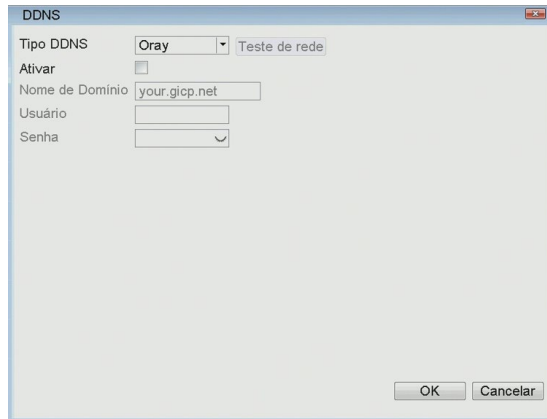 DDNS
Tipo DDNS Oray Teste de rede
Ativar
Nome de Domínio your.gicp.net
Usuário
Senha
OK Cancelar